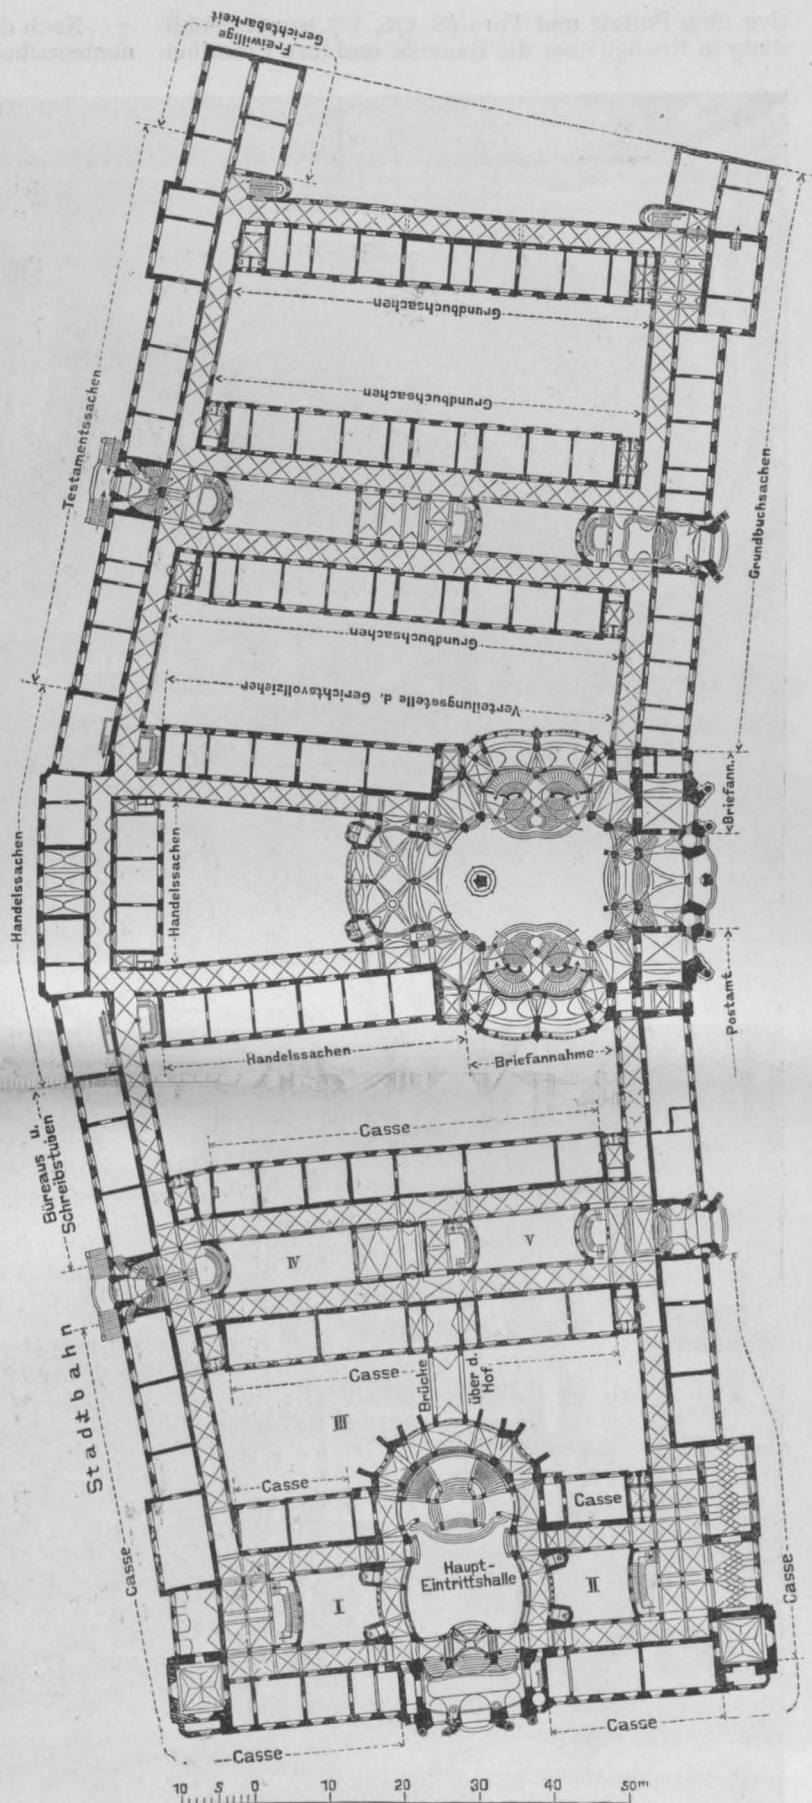 Freiwillige
Gerichtsbarkeit
Testamentssachen
Grundbuchsachen
Grundbuchsachen
Grundbuchsachen
Grundbuchsachen
Verteilungsstelle d. Gerichtsvollzieher
Handelssachen
Handelssachen
Briefann.
Postamt
Handelssachen
Briefannahme
Büreaus u.
Schreibstuben
Casse
IV
V
Stadtbahn
Casse
Brücke
über d.
Hof
III
Casse
Casse
Casse
Haupt-
Eintrittshalle
I
II
Casse
Casse
Casse
10 5 0 10 20 30 40 50m